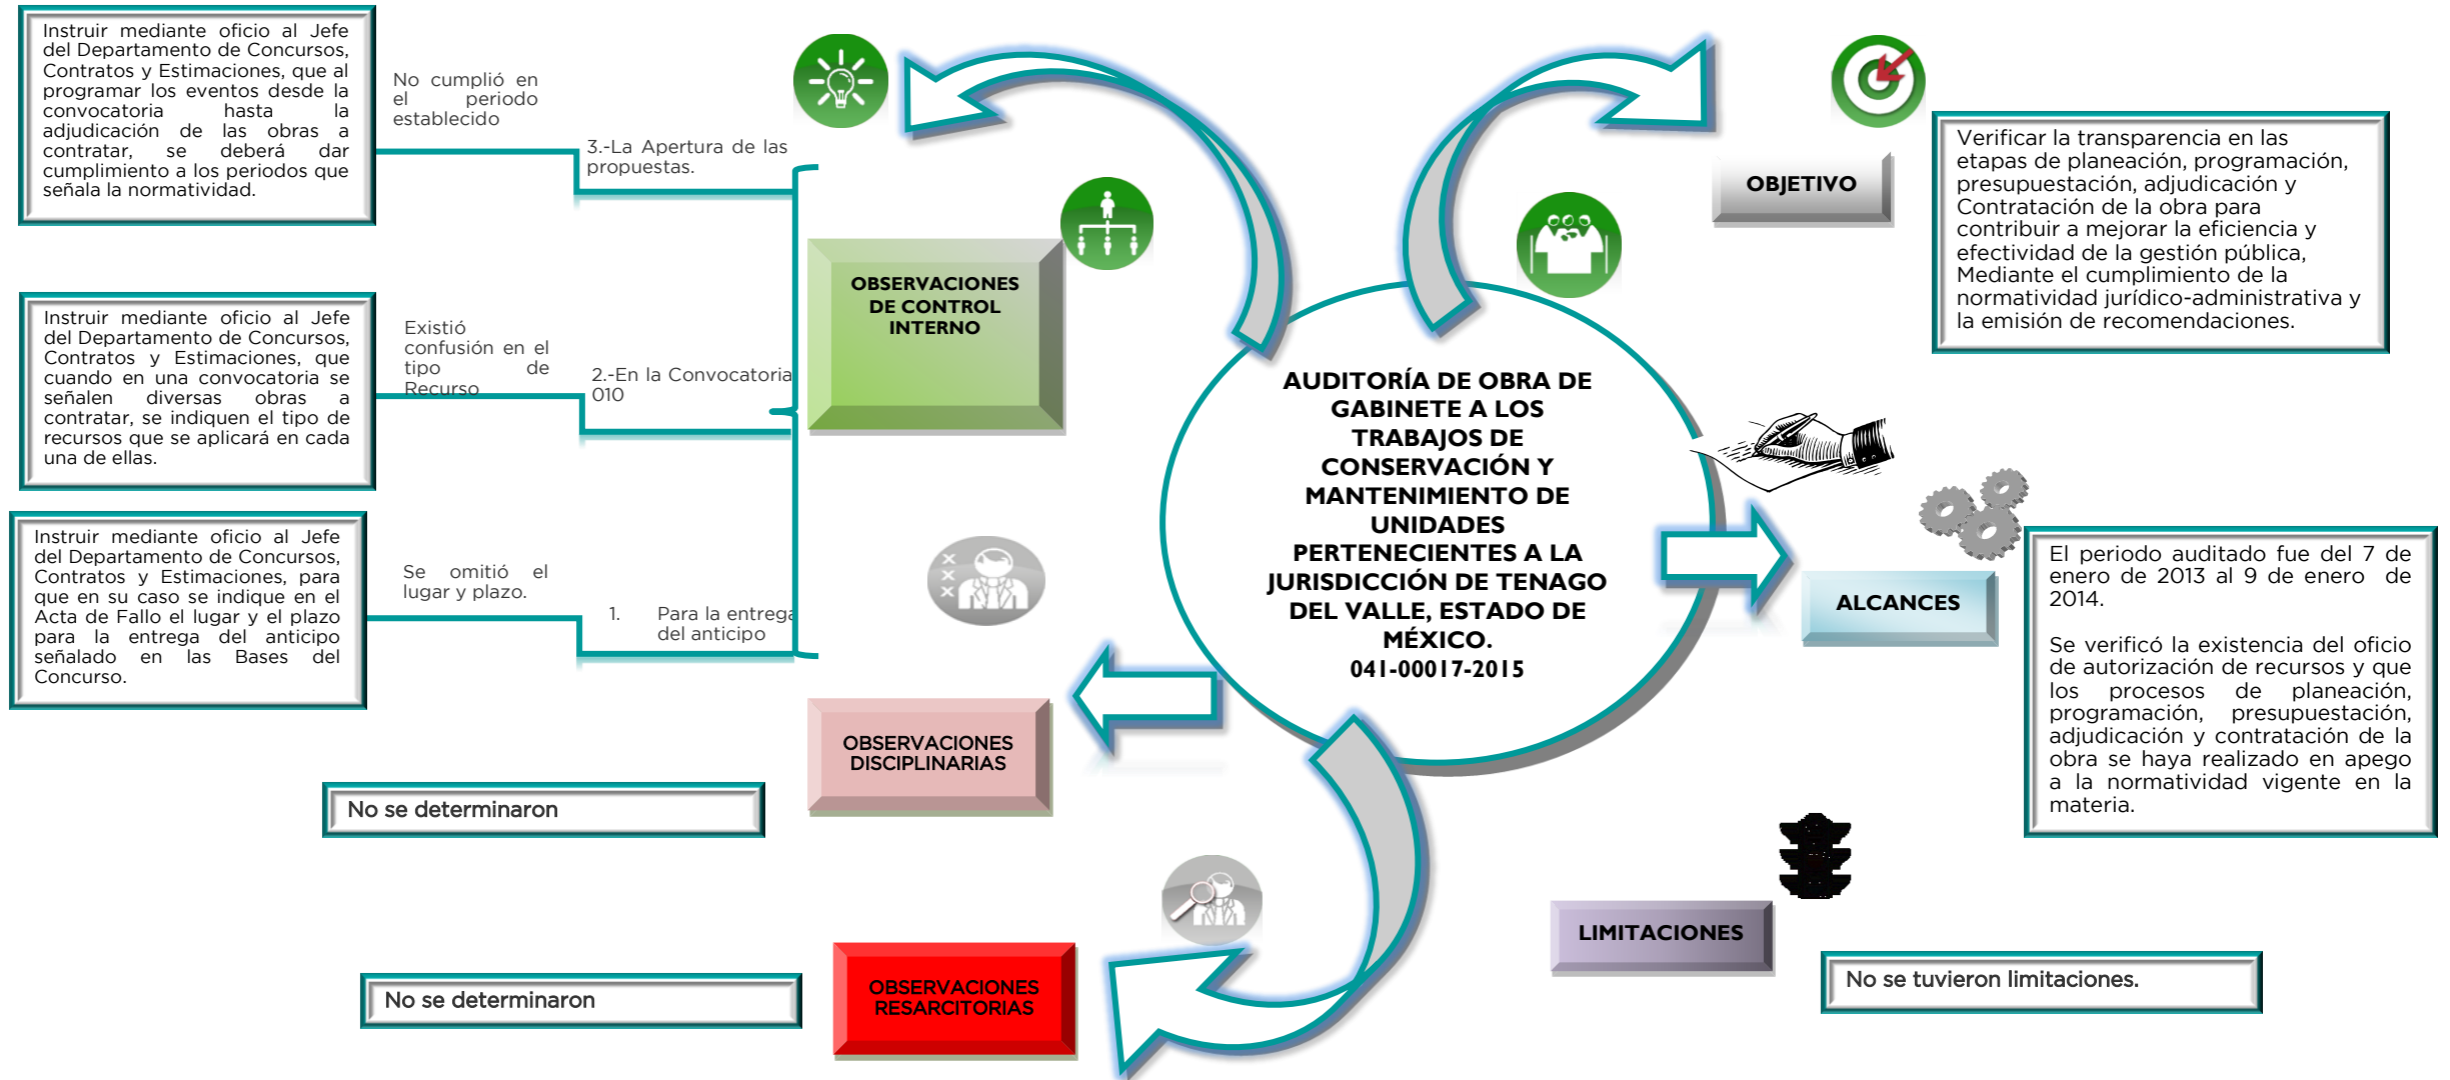 Instruir mediante oficio al Jefe
del Departamento de Concursos,
Contratos y Estimaciones, que al
programar los eventos desde la
convocatoria hasta la
adjudicación de las obras a
contratar, se deberá dar
cumplimiento a los periodos que
señala la normatividad.
No cumplió en
el periodo
establecido
3.-La Apertura de las
propuestas.
Instruir mediante oficio al Jefe
del Departamento de Concursos,
Contratos y Estimaciones, que
cuando en una convocatoria se
señalen diversas obras a
contratar, se indiquen el tipo de
recursos que se aplicará en cada
una de ellas.
Existió
confusión en el
tipo de
Recurso
2.-En la Convocatoria
010
Instruir mediante oficio al Jefe
del Departamento de Concursos,
Contratos y Estimaciones, para
que en su caso se indique en el
Acta de Fallo el lugar y el plazo
para la entrega del anticipo
señalado en las Bases del
Concurso.
Se omitió el
lugar y plazo.
1. Para la entrega
del anticipo
OBSERVACIONES
DE CONTROL
INTERNO
OBSERVACIONES
DISCIPLINARIAS
No se determinaron
OBSERVACIONES
RESARCITORIAS
No se determinaron
AUDITORÍA DE OBRA DE
GABINETE A LOS
TRABAJOS DE
CONSERVACIÓN Y
MANTENIMIENTO DE
UNIDADES
PERTENECIENTES A LA
JURISDICCIÓN DE TENAGO
DEL VALLE, ESTADO DE
MÉXICO.
041-00017-2015
OBJETIVO
Verificar la transparencia en las
etapas de planeación, programación,
presupuestación, adjudicación y
Contratación de la obra para
contribuir a mejorar la eficiencia y
efectividad de la gestión pública,
Mediante el cumplimiento de la
normatividad jurídico-administrativa y
la emisión de recomendaciones.
ALCANCES
El periodo auditado fue del 7 de
enero de 2013 al 9 de enero de
2014.
Se verificó la existencia del oficio
de autorización de recursos y que
los procesos de planeación,
programación, presupuestación,
adjudicación y contratación de la
obra se haya realizado en apego
a la normatividad vigente en la
materia.
LIMITACIONES
No se tuvieron limitaciones.